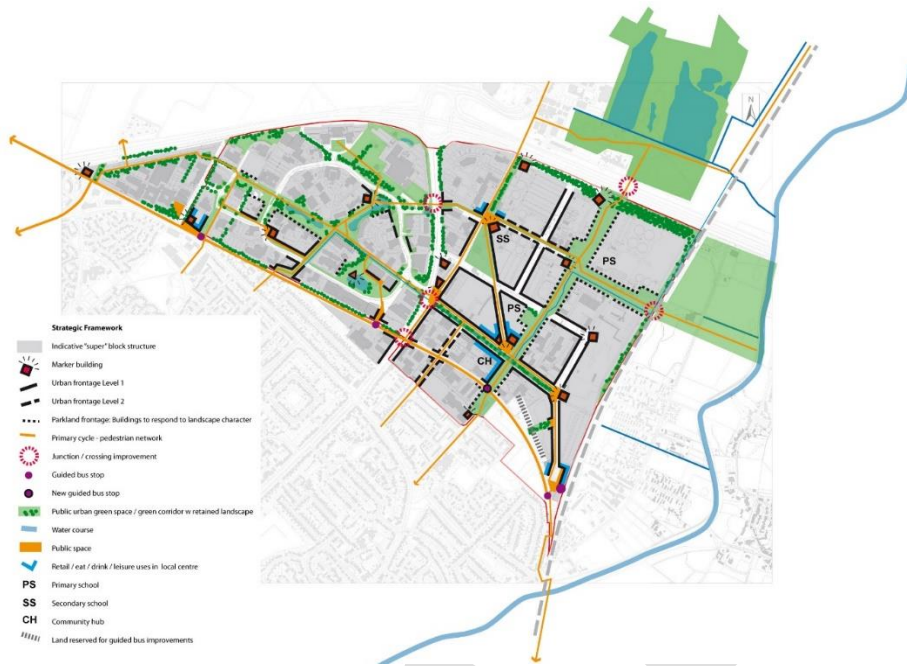 N
SS
PS
PS
CH
Strategic Framework
Indicative "super" block structure
Marker building
Urban frontage Level 1
Urban frontage Level 2
Parkland frontage: Buildings to respond to landscape character
Primary cycle - pedestrian network
Junction / crossing improvement
Guided bus stop
New guided bus stop
Public urban green space / green corridor w retained landscape
Water course
Public space
Retail / eat / drink / leisure uses in local centre
PS Primary school
SS Secondary school
CH Community hub
Land reserved for guided bus improvements